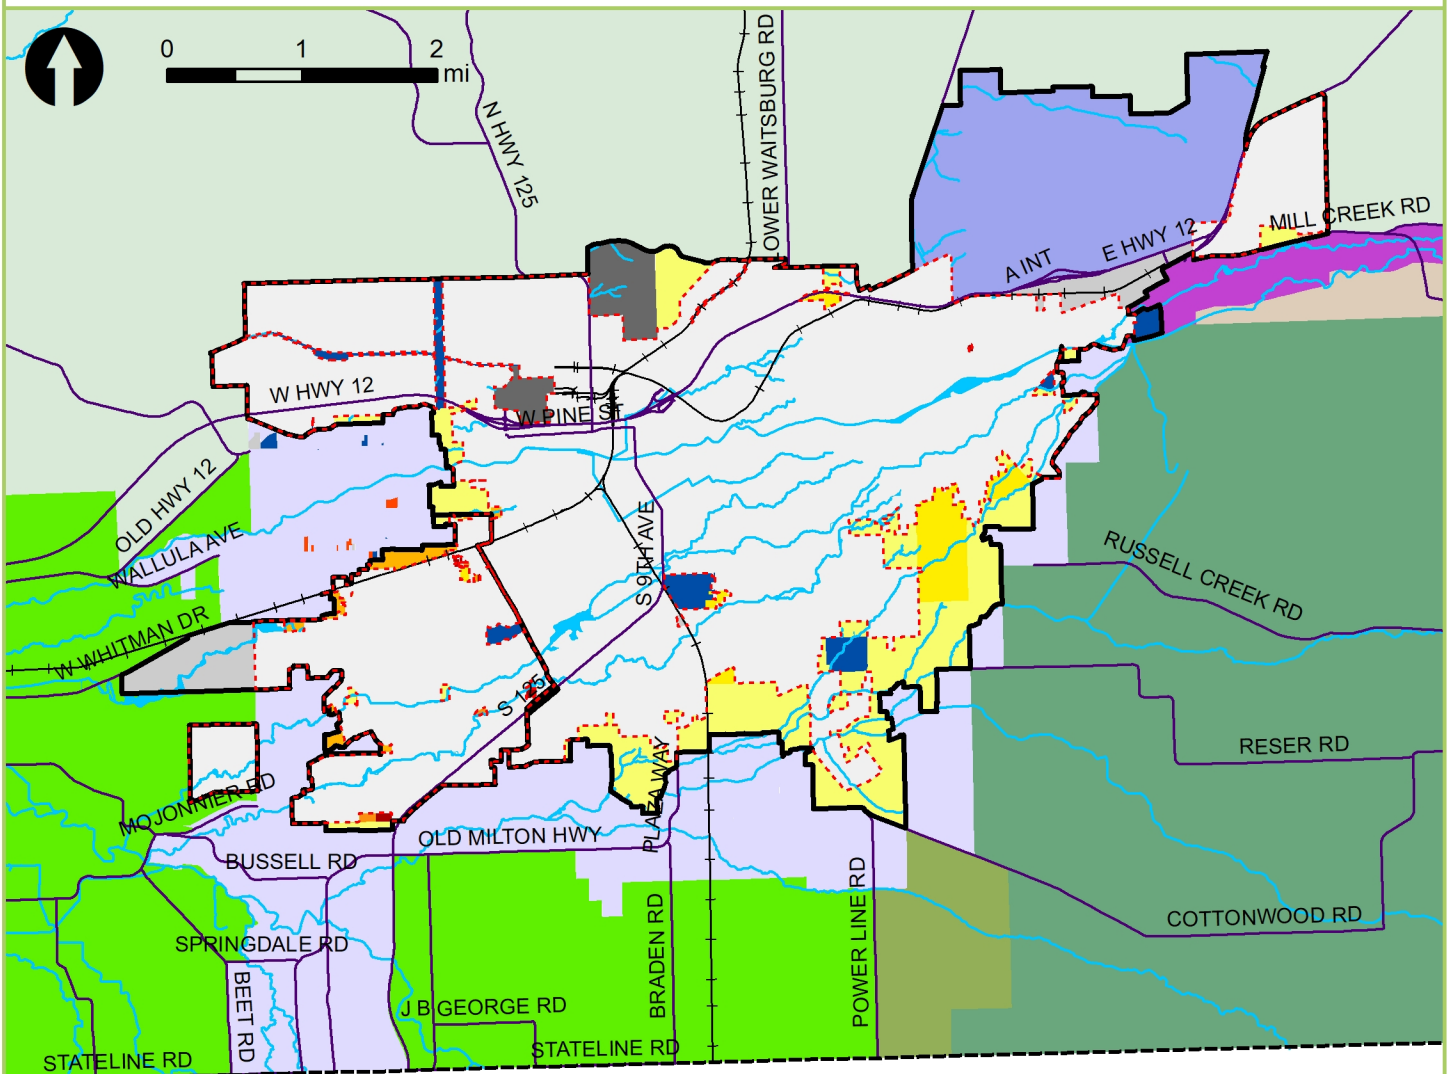 0 1 2
mi
N HWY 125
OWER WAITSBURG RD
MILL CREEK RD
E HWY 12
A INT
W HWY 12
W PINE ST
OLD HWY 12
WALLULA AVE
S 9TH AVE
RUSSELL CREEK RD
W WHITMAN DR
S 125
RESER RD
MOJONNIER RD
PLAZA WAY
OLD MILTON HWY
BUSSELL RD
COTTONWOOD RD
SPRINGDALE RD
BRADEN RD
POWER LINE RD
BEET RD
J B GEORGE RD
STATELINE RD
STATELINE RD